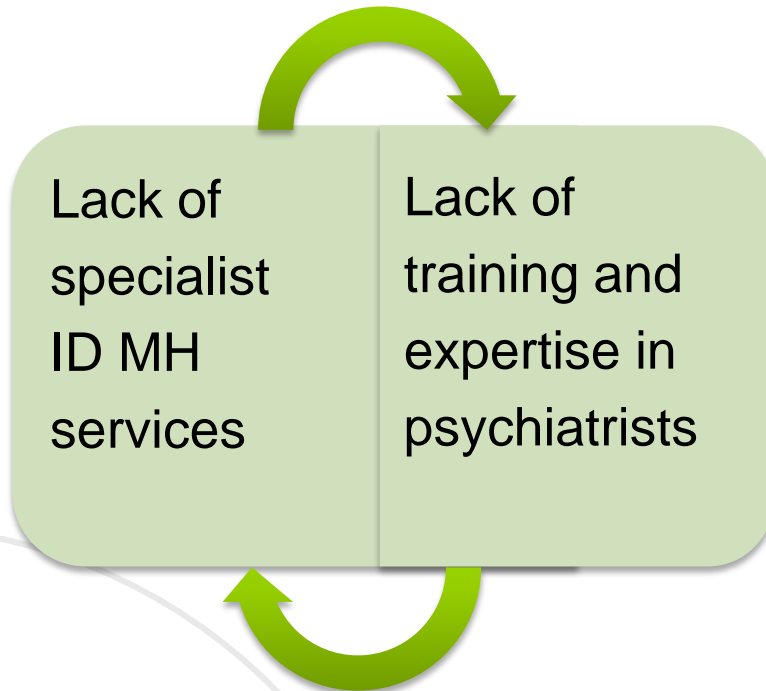 Lack of
specialist
ID MH
services
Lack of
training and
expertise in
psychiatrists